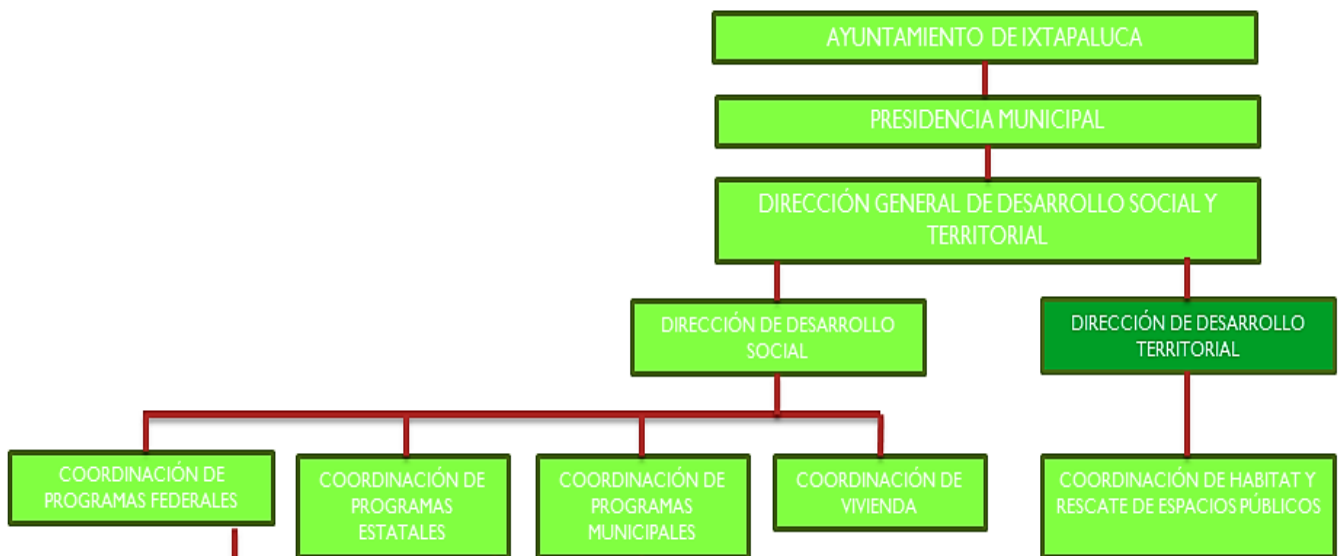 AYUNTAMIENTO DE IXTAPALUCA
PRESIDENCIA MUNICIPAL
DIRECCIÓN GENERAL DE DESARROLLO SOCIAL Y
TERRITORIAL
DIRECCIÓN DE DESARROLLO
SOCIAL
DIRECCIÓN DE DESARROLLO
TERRITORIAL
COORDINACIÓN DE
PROGRAMAS FEDERALES
COORDINACIÓN DE
PROGRAMAS
ESTATALES
COORDINACIÓN DE
PROGRAMAS
MUNICIPALES
COORDINACIÓN DE
VIVIENDA
COORDINACIÓN DE HABITAT Y
RESCATE DE ESPACIOS PÚBLICOS